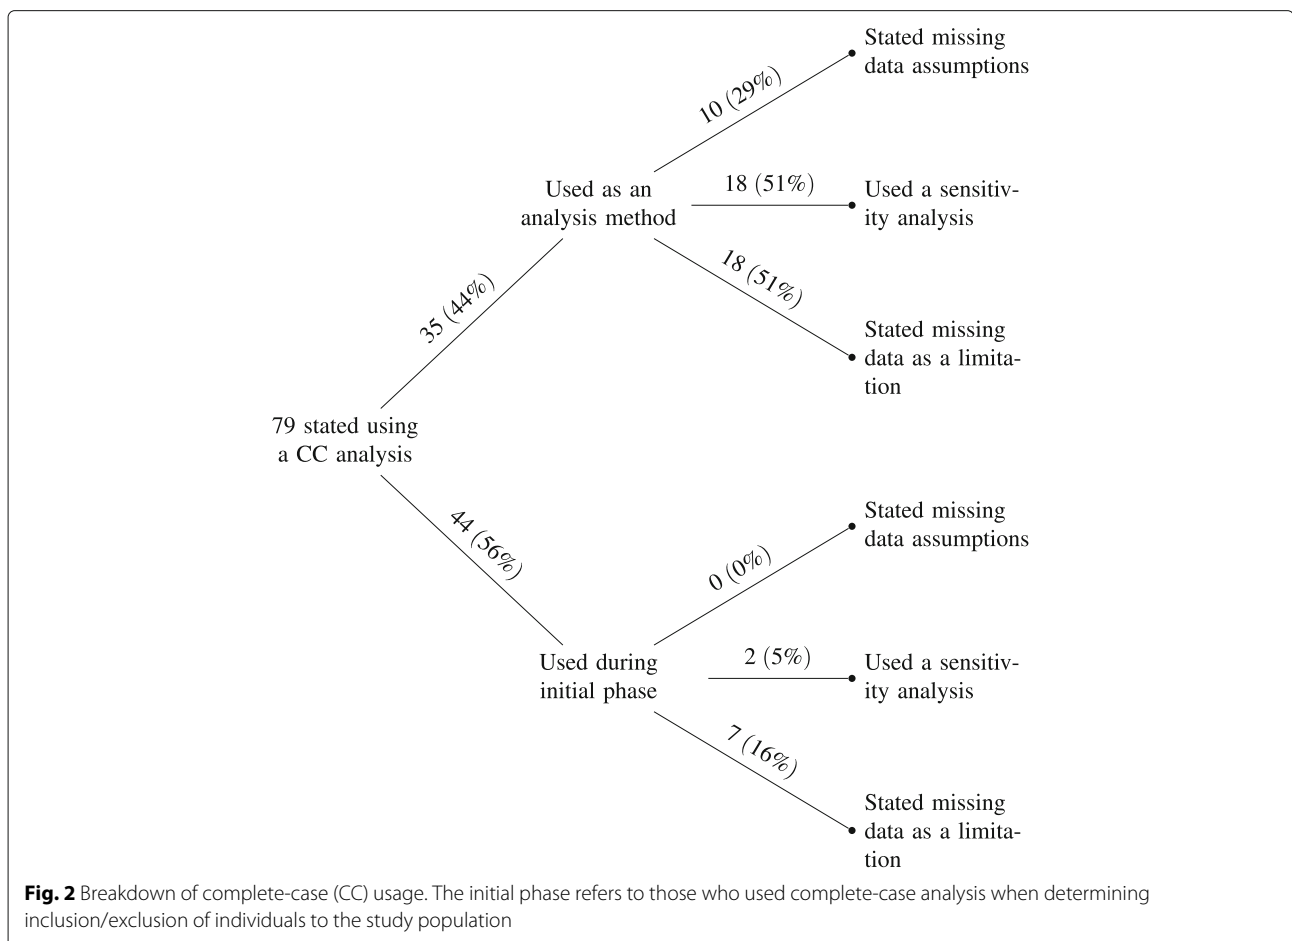 Stated missing
data assumptions
10 (29%)
Used as an
analysis method
18 (51%)
Used a sensitiv-
ity analysis
18 (51%)
Stated missing
data as a limita-
tion
35 (44%)
79 stated using
a CC analysis
44 (56%)
Stated missing
data assumptions
0 (0%)
Used during
initial phase
2 (5%)
Used a sensitiv-
ity analysis
7 (16%)
Stated missing
data as a limita-
tion
Fig. 2 Breakdown of complete-case (CC) usage. The initial phase refers to those who used complete-case analysis when determining
inclusion/exclusion of individuals to the study population